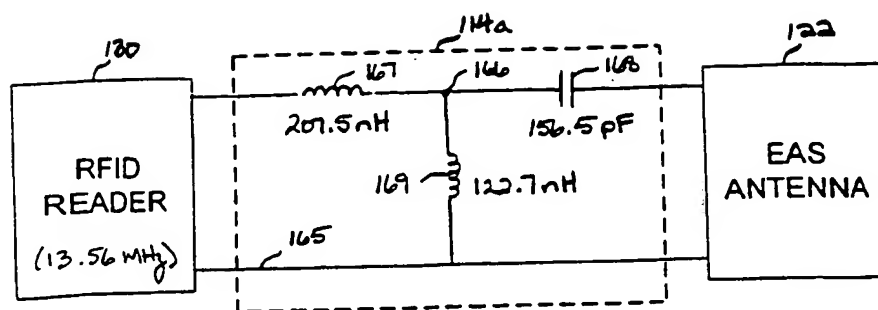 130
114a
122
167
166
168
207.5nH
156.5pF
RFID
READER
(13.56 MHz)
169
122.7nH
EAS
ANTENNA
165